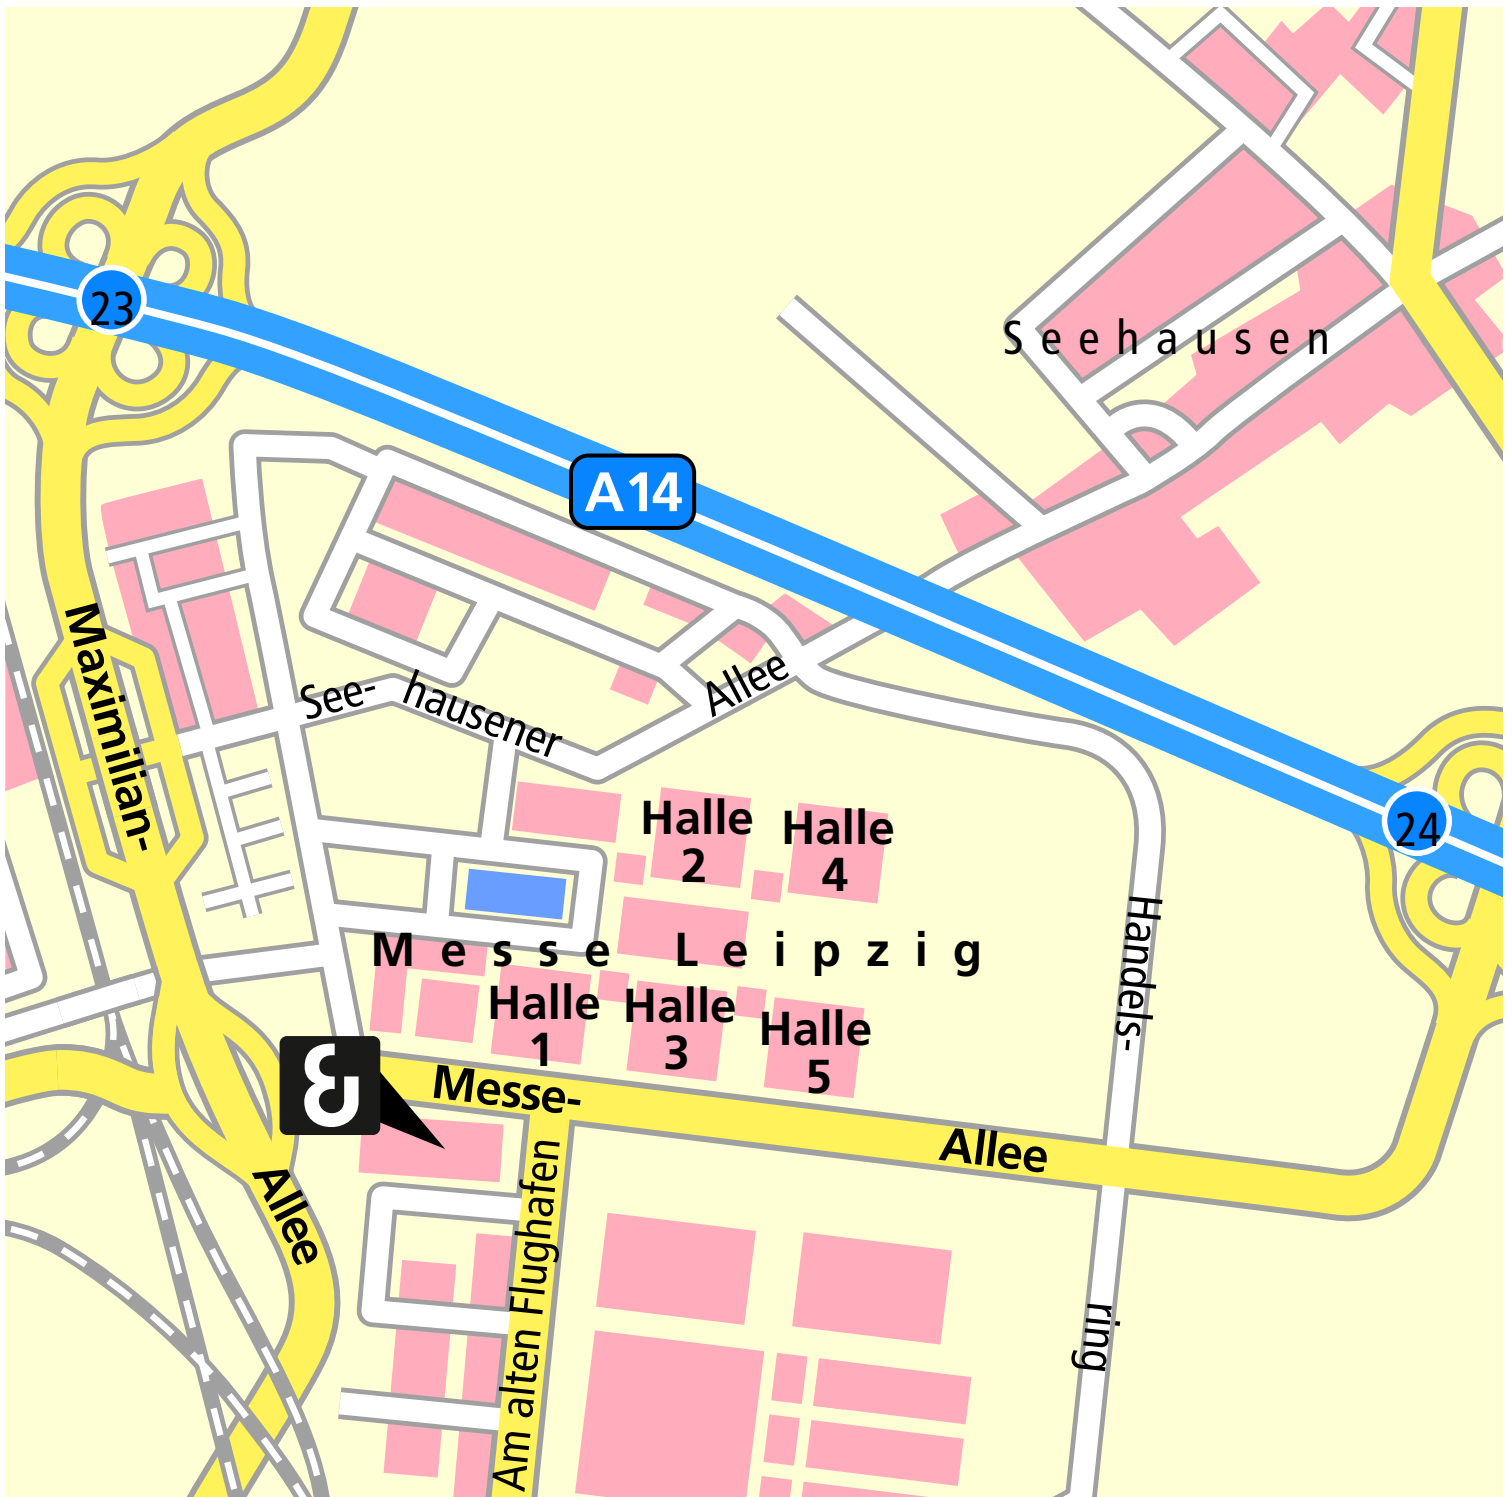 23
Seehausen
A14
Maximilian-
Allee
See-
hausener
Allee
24
Halle
2
Halle
4
Messe Leipzig
Halle
1
Halle
3
Halle
5
Handels-
ring
Messe-
Allee
Am alten Flughafen